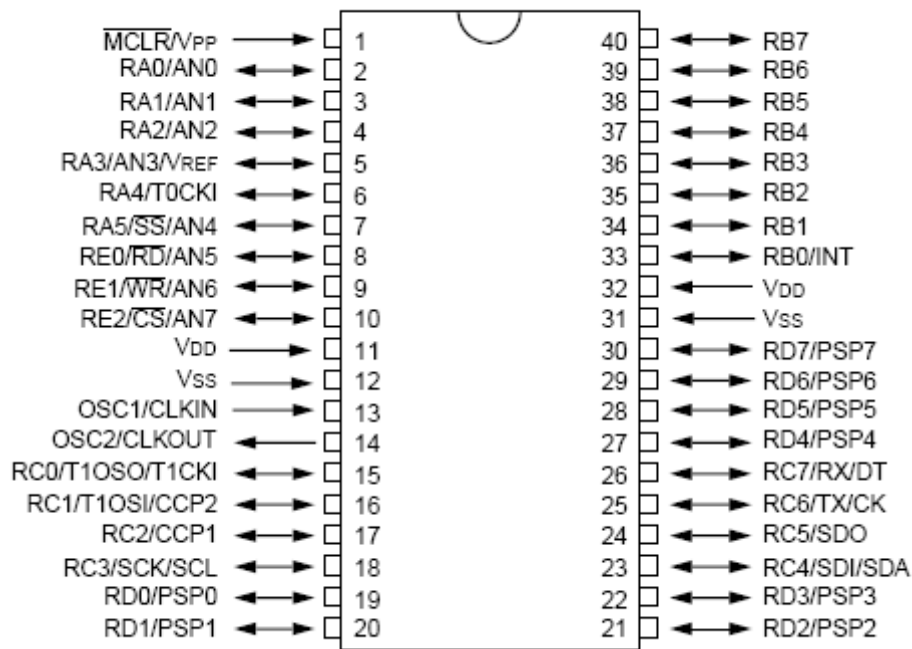 MCLR/VPP 1 40 RB7
RA0/AN0 2 39 RB6
RA1/AN1 3 38 RB5
RA2/AN2 4 37 RB4
RA3/AN3/VREF 5 36 RB3
RA4/T0CKI 6 35 RB2
RA5/SS/AN4 7 34 RB1
RE0/RD/AN5 8 33 RB0/INT
RE1/WR/AN6 9 32 VDD
RE2/CS/AN7 10 31 VSS
VDD 11 30 RD7/PSP7
VSS 12 29 RD6/PSP6
OSC1/CLKIN 13 28 RD5/PSP5
OSC2/CLKOUT 14 27 RD4/PSP4
RC0/T1OSO/T1CKI 15 26 RC7/RX/DT
RC1/T1OSI/CCP2 16 25 RC6/TX/CK
RC2/CCP1 17 24 RC5/SDO
RC3/SCK/SCL 18 23 RC4/SDI/SDA
RD0/PSP0 19 22 RD3/PSP3
RD1/PSP1 20 21 RD2/PSP2